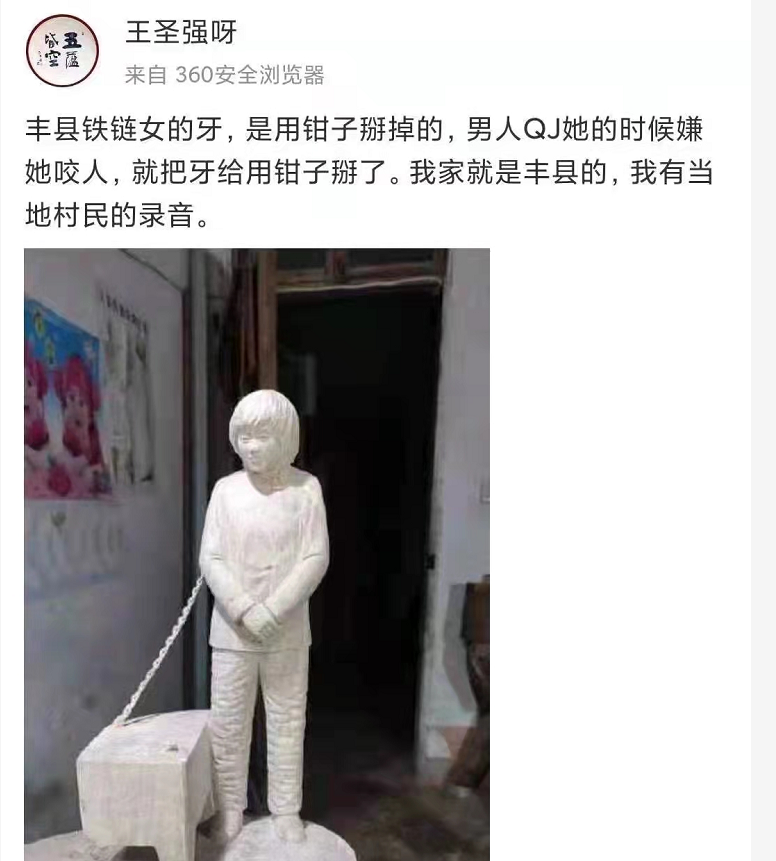 王圣强呀
来自 360安全浏览器
丰县铁链女的牙，是用钳子掰掉的，男人QJ她的时候嫌
她咬人，就把牙给用钳子掰了。我家就是丰县的，我有当
地村民的录音。